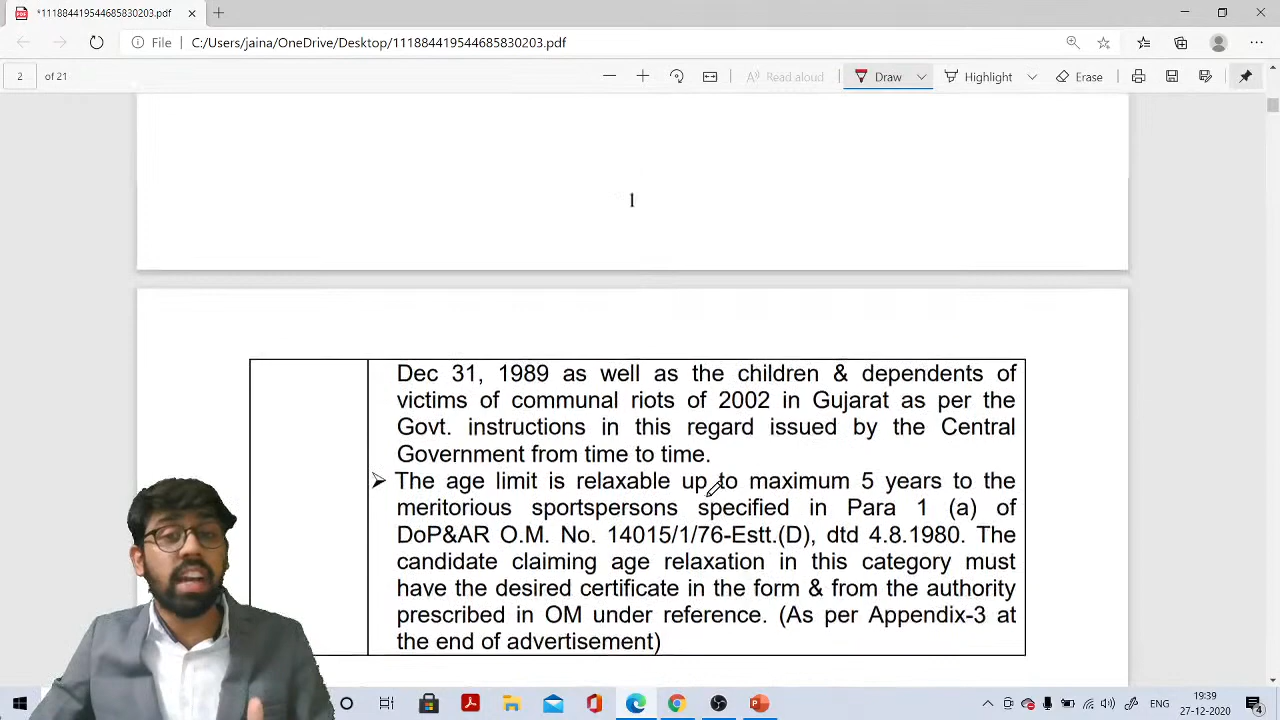 *111884419544685830203.pdf
File
C:/Users/jaina/OneDrive/Desktop/111884419544685830203.pdf
2 of 21
Read aloud
Draw
Highlight
Erase
1
Dec 31, 1989 as well as the children & dependents of
victims of communal riots of 2002 in Gujarat as per the
Govt. instructions in this regard issued by the Central
Government from time to time.
The age limit is relaxable up to maximum 5 years to the
meritorious sportspersons specified in Para 1 (a) of
DoP&AR O.M. No. 14015/1/76-Estt.(D), dtd 4.8.1980. The
candidate claiming age relaxation in this category must
have the desired certificate in the form & from the authority
prescribed in OM under reference. (As per Appendix-3 at
the end of advertisement)
ENG
19:39
27-12-2020
4